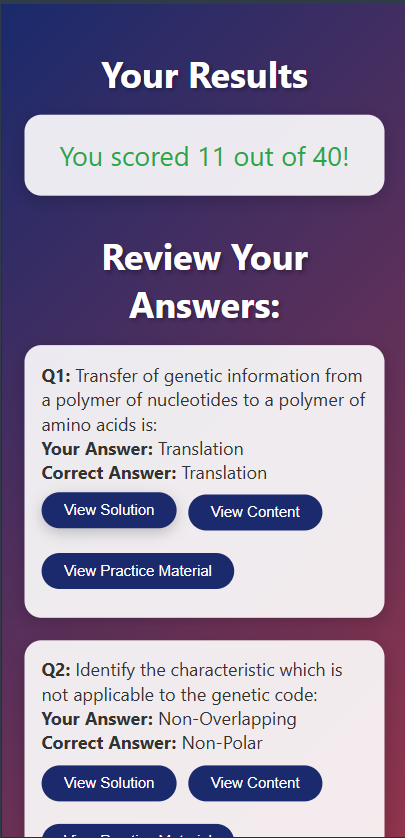 Your Results
You scored 11 out of 40!
Review Your
Answers:
Q1: Transfer of genetic information from
a polymer of nucleotides to a polymer of
amino acids is:
Your Answer: Translation
Correct Answer: Translation
View Solution
View Content
View Practice Material
Q2: Identify the characteristic which is
not applicable to the genetic code:
Your Answer: Non-Overlapping
Correct Answer: Non-Polar
View Solution
View Content
View Practice Material